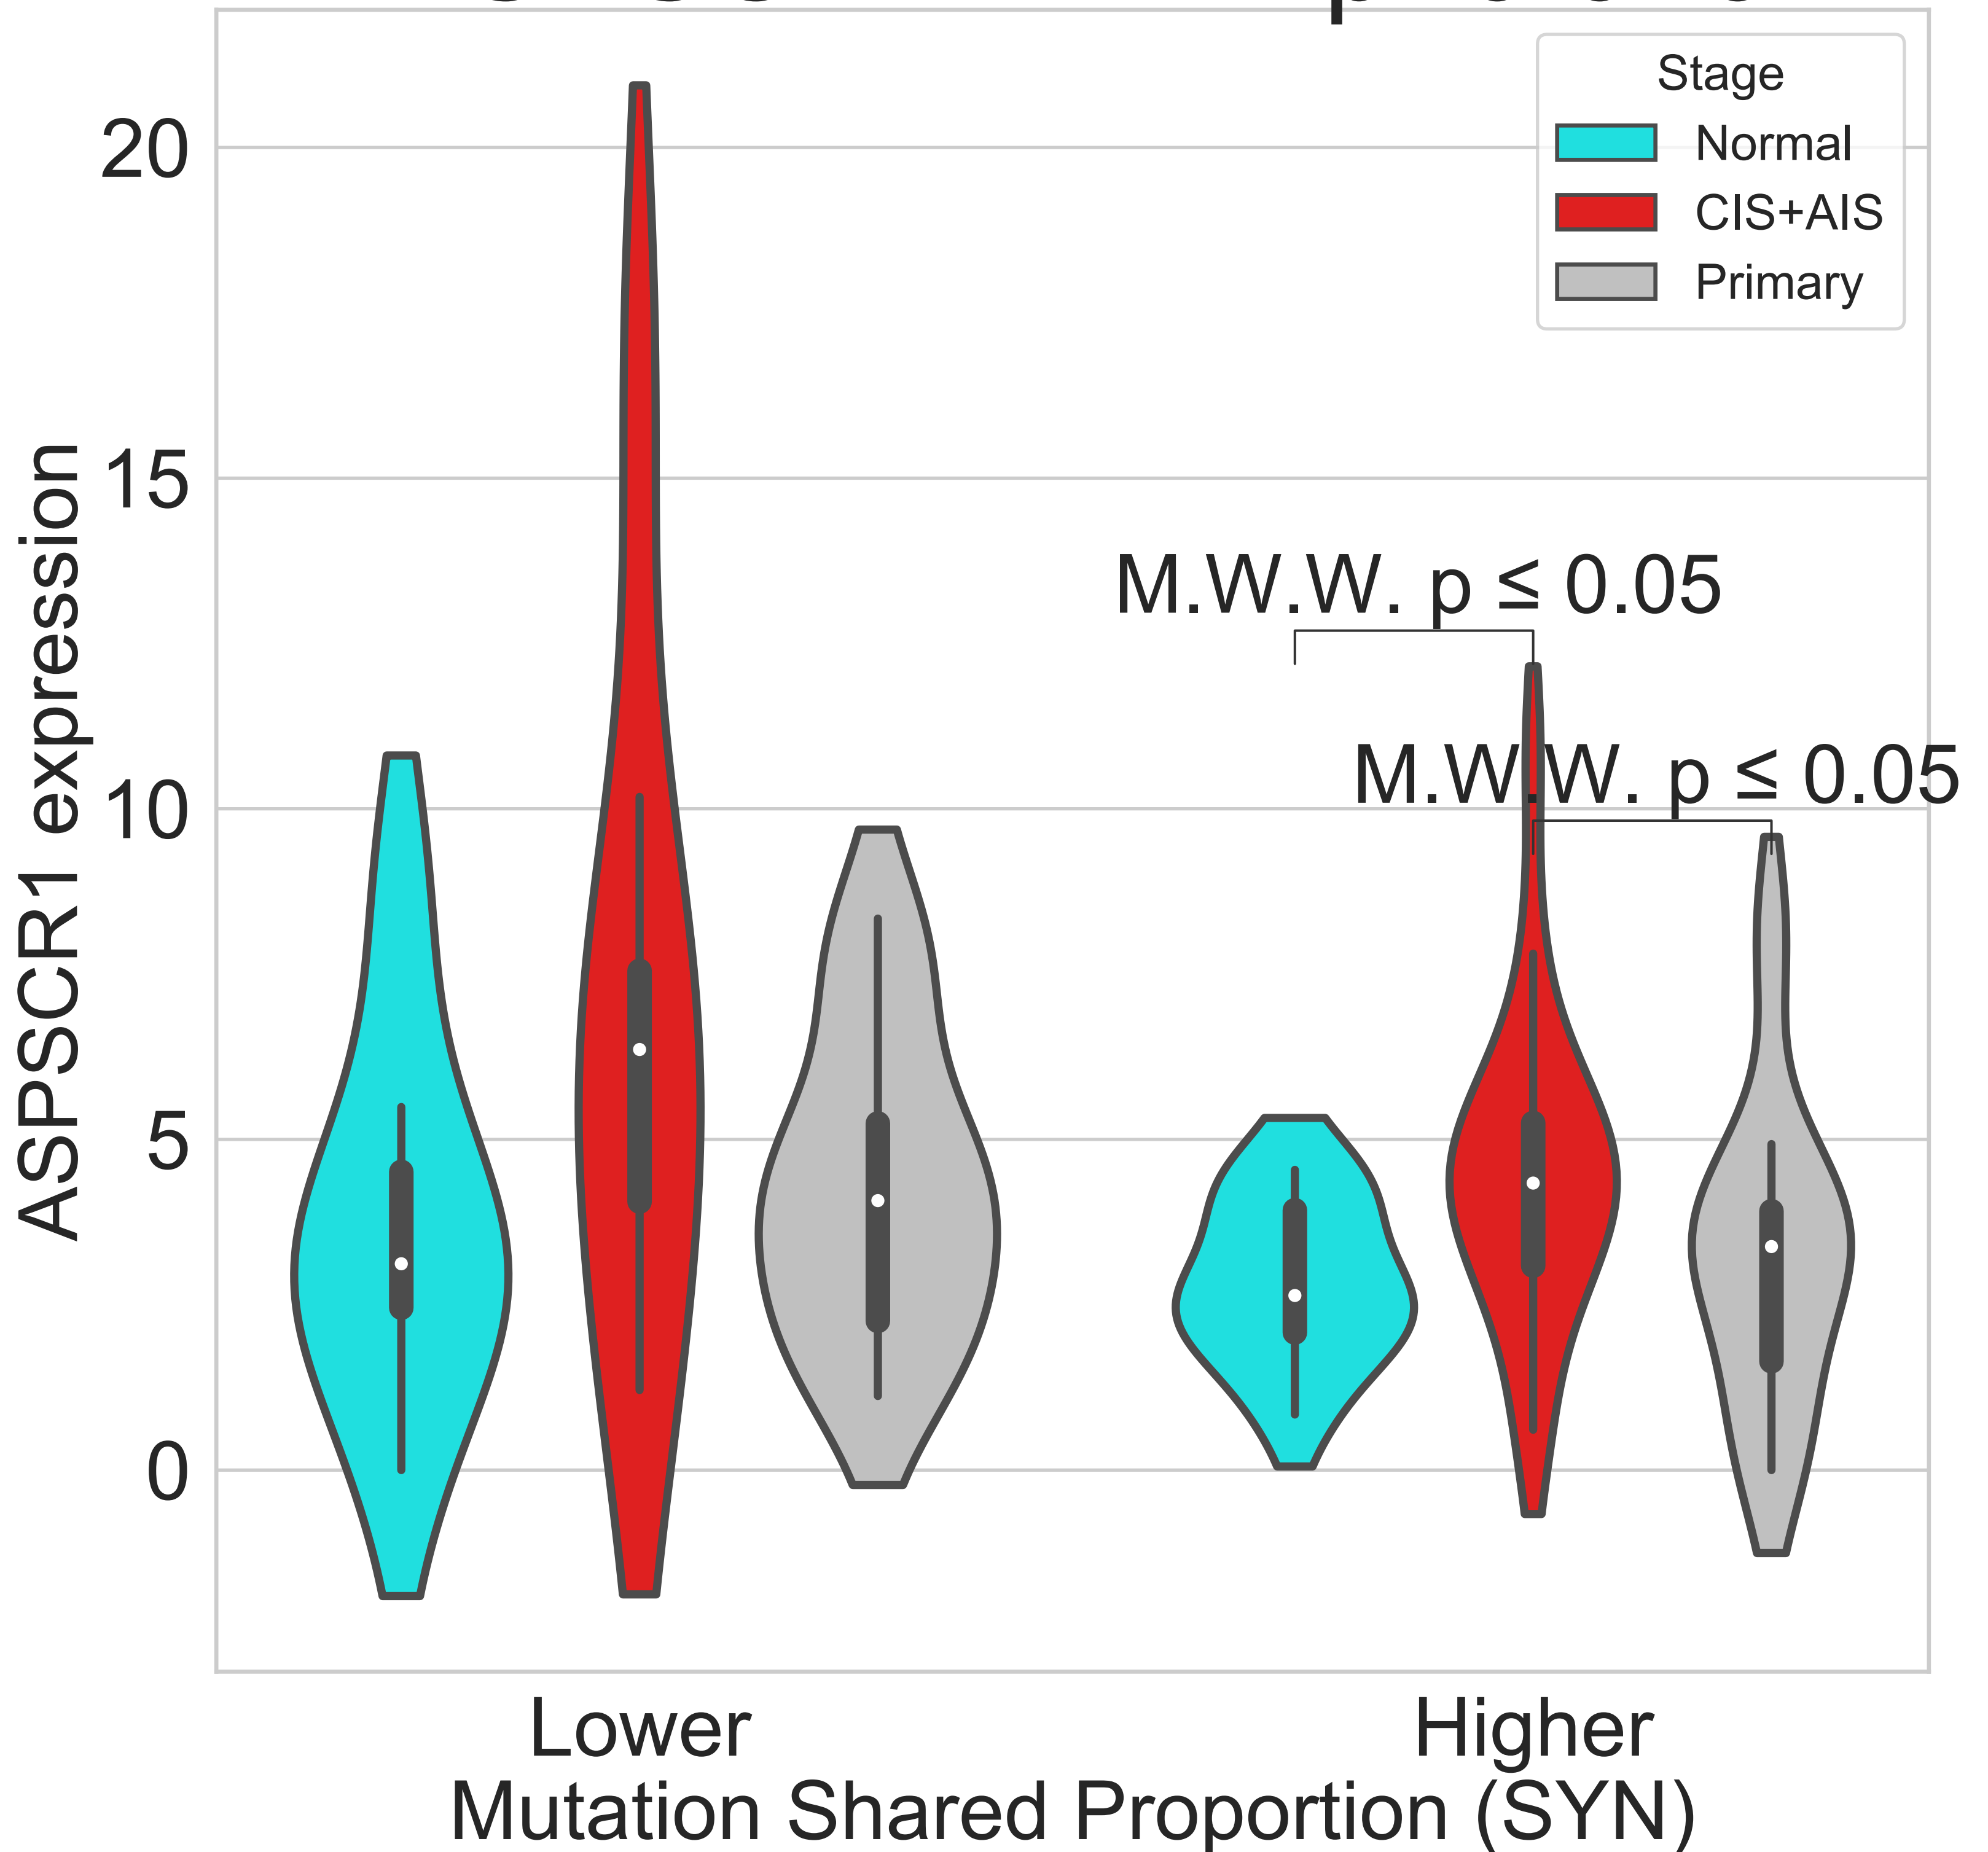 Stage
Normal
CIS+AIS
Primary
20
15
10
5
0
ASPSCR1 expression
M.W.W. p ≤ 0.05
M.W.W. p ≤ 0.05
Lower
Higher
Mutation Shared Proportion (SYN)